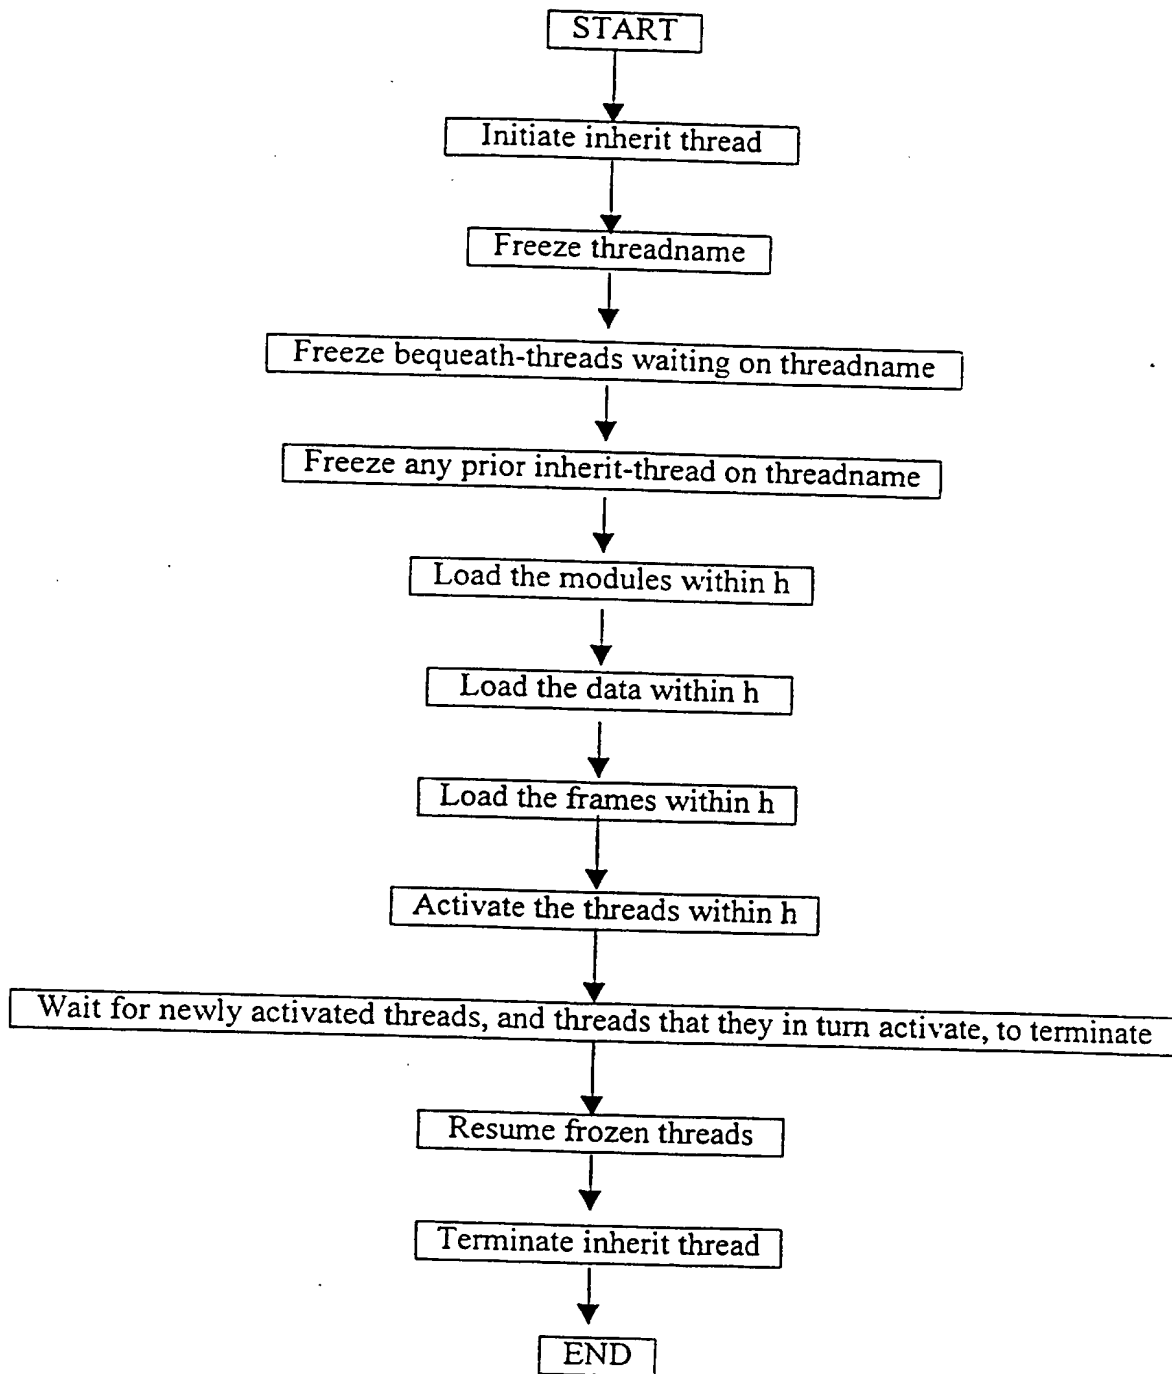 START
Initiate inherit thread
Freeze threadname
Freeze bequeath-threads waiting on threadname
Freeze any prior inherit-thread on threadname
Load the modules within h
Load the data within h
Load the frames within h
Activate the threads within h
Wait for newly activated threads, and threads that they in turn activate, to terminate
Resume frozen threads
Terminate inherit thread
END